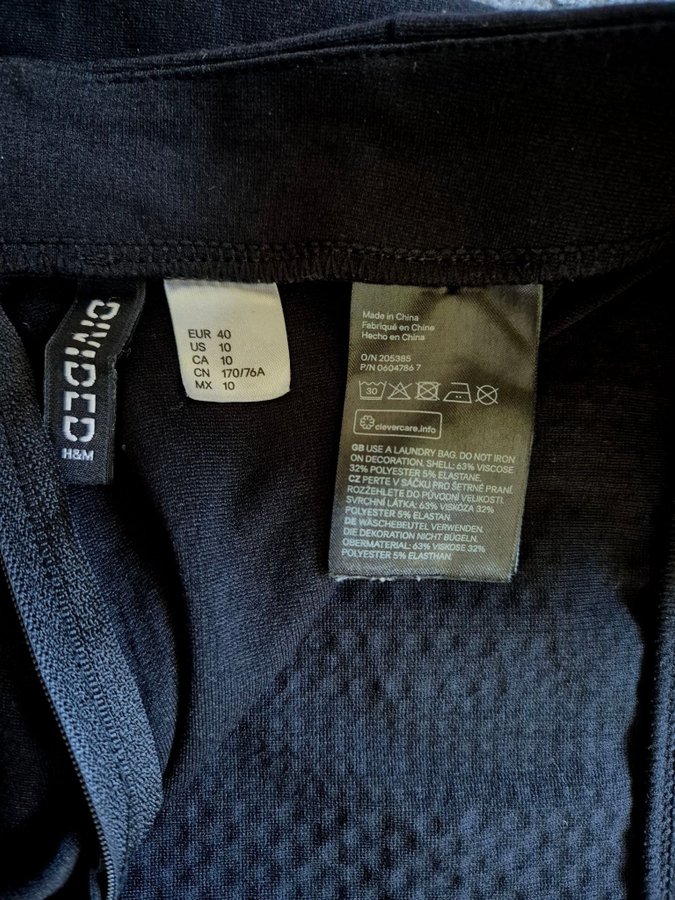 DIVIDED
H&M
EUR 40
US 10
CA 10
CN 170/76A
MX 10
Made in China
Fabriqué en Chine
Hecho en China
O/N 205385
P/N 0604786 7
30
clevercare.info
GB USE A LAUNDRY BAG. DO NOT IRON
ON DECORATION. SHELL: 63% VISCOSE
32% POLYESTER 5% ELASTANE.
CZ PERTE V SÁČKU PRO ŠETRNÉ PRANÍ.
ROZŽEHLETE DO PŮVODNÍ VELIKOSTI.
SVRCHNÍ LÁTKA: 63% VISKÓZA 32%
POLYESTER 5% ELASTAN.
DE WÄSCHEBEUTEL VERWENDEN.
DIE DEKORATION NICHT BÜGELN.
OBERMATERIAL: 63% VISKOSE 32%
POLYESTER 5% ELASTHAN.